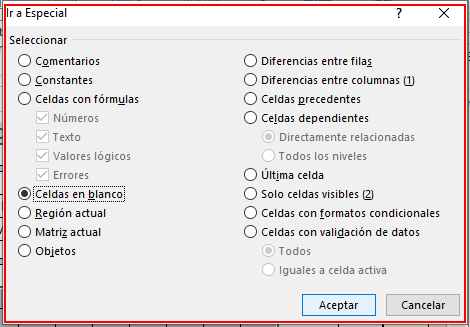 Ir a Especial
Seleccionar
Comentarios
Constantes
Celdas con fórmulas
Números
Texto
Valores lógicos
Errores
Celdas en blanco
Región actual
Matriz actual
Objetos
Diferencias entre filas
Diferencias entre columnas (1)
Celdas precedentes
Celdas dependientes
Directamente relacionadas
Todos los niveles
Última celda
Solo celdas visibles (2)
Celdas con formatos condicionales
Celdas con validación de datos
Todos
Iguales a celda activa
Aceptar
Cancelar